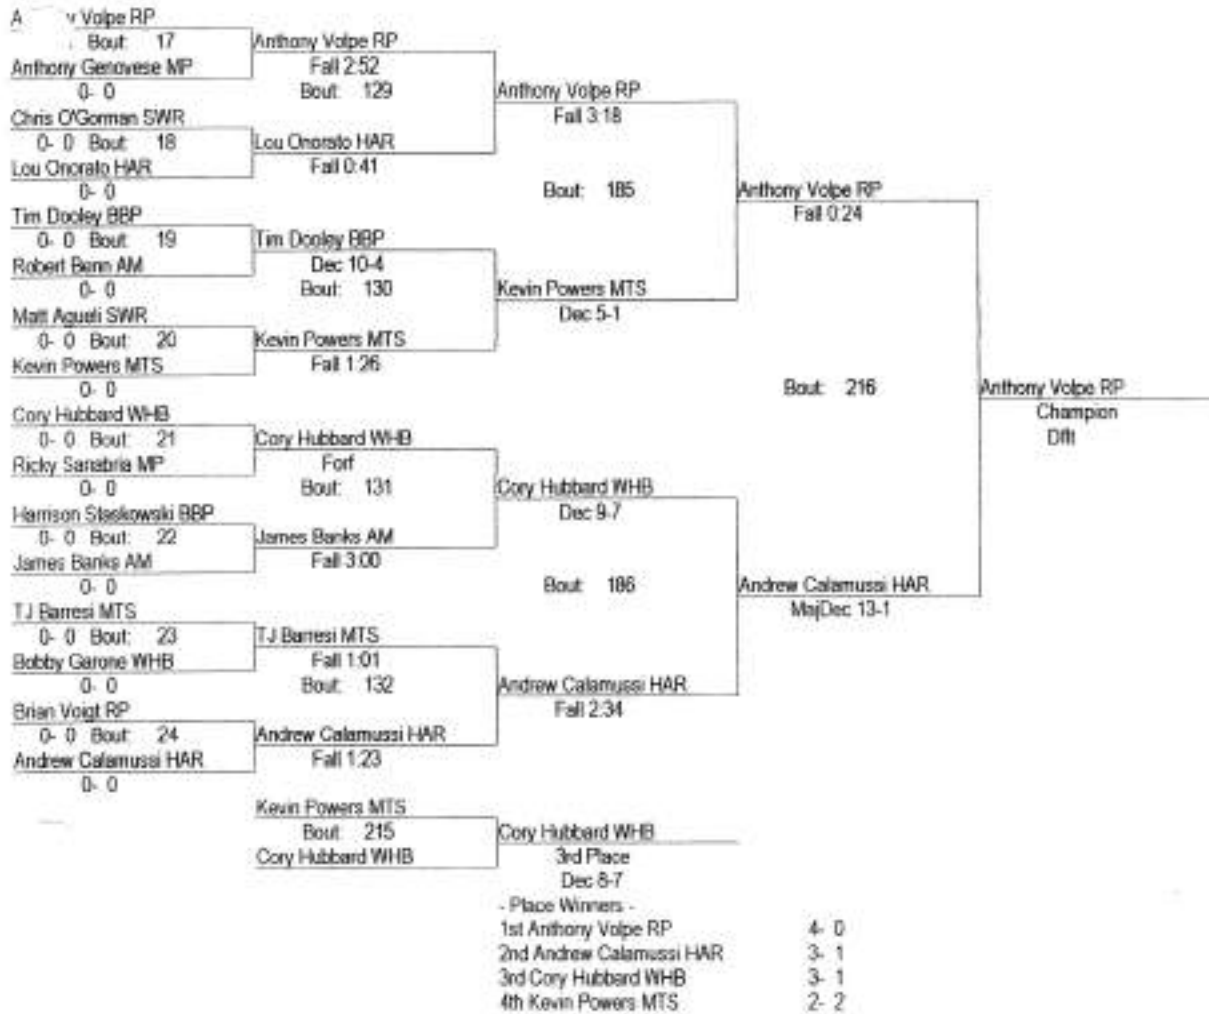 A v Volpe RP
Bout: 17
Anthony Genovese MP
0- 0
Chris O'Gorman SWR
0- 0 Bout: 18
Lou Onorato HAR
0- 0
Tim Dooley BBP
0- 0 Bout: 19
Robert Benn AM
0- 0
Matt Agueli SWR
0- 0 Bout: 20
Kevin Powers MTS
0- 0
Cory Hubbard WHB
0- 0 Bout: 21
Ricky Sanabria MP
0- 0
Harrison Staskowski BBP
0- 0 Bout: 22
James Banks AM
0- 0
TJ Barresi MTS
0- 0 Bout: 23
Bobby Garone WHB
0- 0
Brian Voigt RP
0- 0 Bout: 24
Andrew Calamussi HAR
0- 0
Anthony Volpe RP
Fall 2:52
Bout: 129
Lou Onorato HAR
Fall 0:41
Tim Dooley BBP
Dec 10-4
Bout: 130
Kevin Powers MTS
Fall 1:26
Cory Hubbard WHB
Forf
Bout: 131
James Banks AM
Fall 3:00
TJ Barresi MTS
Fall 1:01
Bout: 132
Andrew Calamussi HAR
Fall 1:23
Anthony Volpe RP
Fall 3:18
Bout: 185
Kevin Powers MTS
Dec 5-1
Cory Hubbard WHB
Dec 9-7
Bout: 186
Andrew Calamussi HAR
Fall 2:34
Anthony Volpe RP
Fall 0:24
Bout: 216
Andrew Calamussi HAR
MajDec 13-1
Anthony Volpe RP
Champion
Dflt
Kevin Powers MTS
Bout: 215
Cory Hubbard WHB
Cory Hubbard WHB
3rd Place
Dec 8-7
- Place Winners -
1st Anthony Volpe RP 4- 0
2nd Andrew Calamussi HAR 3- 1
3rd Cory Hubbard WHB 3- 1
4th Kevin Powers MTS 2- 2